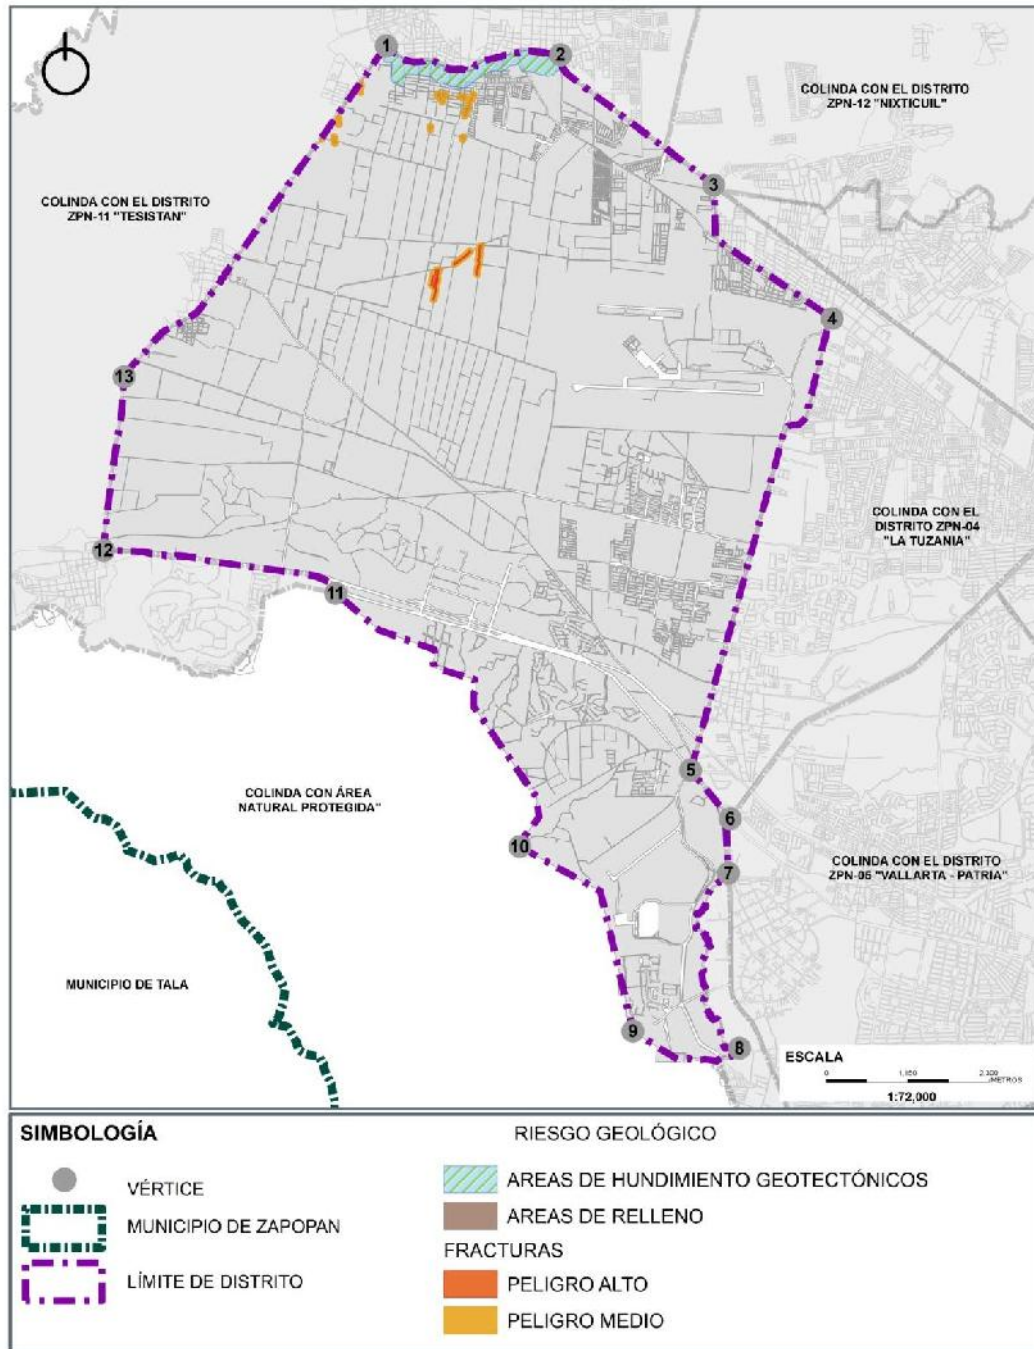 1
2
COLINDA CON EL DISTRITO
ZPN-12 "NIXTICUIL"
3
COLINDA CON EL DISTRITO
ZPN-11 "TESISTAN"
4
13
COLINDA CON EL
DISTRITO ZPN-04
"LA TUZANIA"
12
11
5
COLINDA CON ÁREA
NATURAL PROTEGIDA"
6
10
COLINDA CON EL DISTRITO
ZPN-05 "VALLARTA - PATRIA"
7
MUNICIPIO DE TALA
9
8
ESCALA
0
METROS
1:72,000
SIMBOLOGÍA
VÉRTICE
MUNICIPIO DE ZAPOPAN
LÍMITE DE DISTRITO
RIESGO GEOLÓGICO
AREAS DE HUNDIMIENTO GEOTECTÓNICOS
AREAS DE RELLENO
FRACTURAS
PELIGRO ALTO
PELIGRO MEDIO